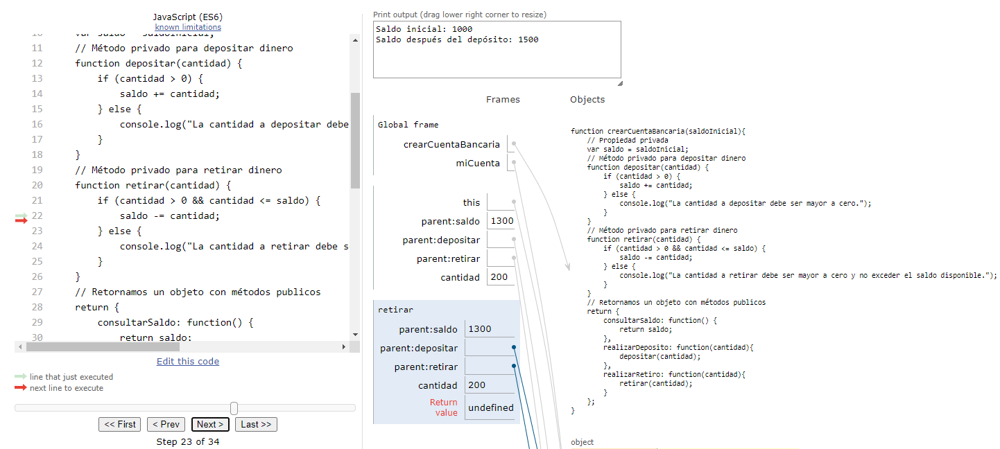 JavaScript (ES6)
known limitations
10 var saldo = saldoInicial;
11 // Método privado para depositar dinero
12 function depositar(cantidad) {
13 if (cantidad > 0) {
14 saldo += cantidad;
15 } else {
16 console.log("La cantidad a depositar debe
17 }
18 }
19 // Método privado para retirar dinero
20 function retirar(cantidad) {
21 if (cantidad > 0 && cantidad <= saldo) {
22 saldo -= cantidad;
23 } else {
24 console.log("La cantidad a retirar debe s
25 }
26 }
27 // Retornamos un objeto con métodos publicos
28 return {
29 consultarSaldo: function() {
30 return saldo;
Edit this code
line that just executed
next line to execute
<< First < Prev Next > Last >>
Step 23 of 34
Print output (drag lower right corner to resize)
Saldo inicial: 1000
Saldo después del depósito: 1500
Frames Objects
Global frame
crearCuentaBancaria
miCuenta
this
parent:saldo 1300
parent:depositar
parent:retirar
cantidad 200
retirar
parent:saldo 1300
parent:depositar
parent:retirar
cantidad 200
Return
value undefined
function crearCuentaBancaria(saldoInicial){
// Propiedad privada
var saldo = saldoInicial;
// Método privado para depositar dinero
function depositar(cantidad) {
if (cantidad > 0) {
saldo += cantidad;
} else {
console.log("La cantidad a depositar debe ser mayor a cero.");
}
}
// Método privado para retirar dinero
function retirar(cantidad) {
if (cantidad > 0 && cantidad <= saldo) {
saldo -= cantidad;
} else {
console.log("La cantidad a retirar debe ser mayor a cero y no exceder el saldo disponible.");
}
}
// Retornamos un objeto con métodos publicos
return {
consultarSaldo: function() {
return saldo;
},
realizarDeposito: function(cantidad){
depositar(cantidad);
},
realizarRetiro: function(cantidad){
retirar(cantidad);
}
};
}
object